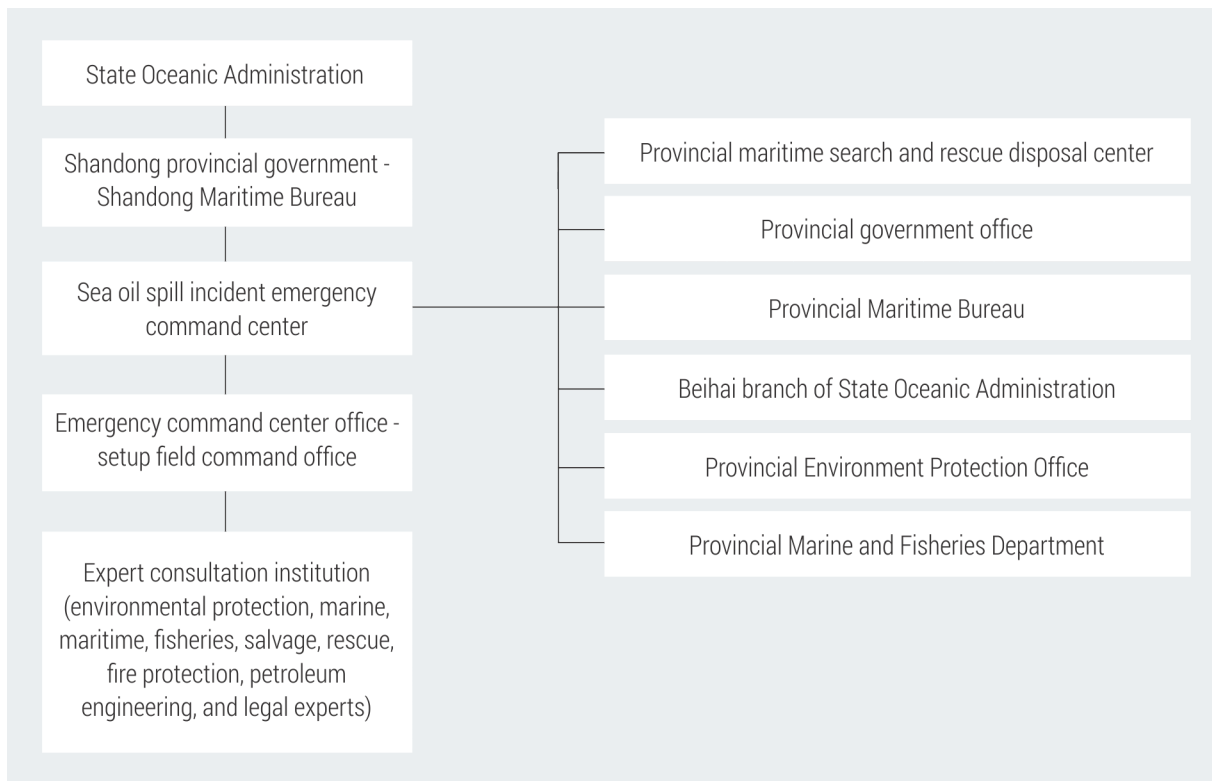 State Oceanic Administration
Shandong provincial government -
Shandong Maritime Bureau
Sea oil spill incident emergency
command center
Emergency command center office -
setup field command office
Expert consultation institution
(environmental protection, marine,
maritime, fisheries, salvage, rescue,
fire protection, petroleum
engineering, and legal experts)
Provincial maritime search and rescue disposal center
Provincial government office
Provincial Maritime Bureau
Beihai branch of State Oceanic Administration
Provincial Environment Protection Office
Provincial Marine and Fisheries Department